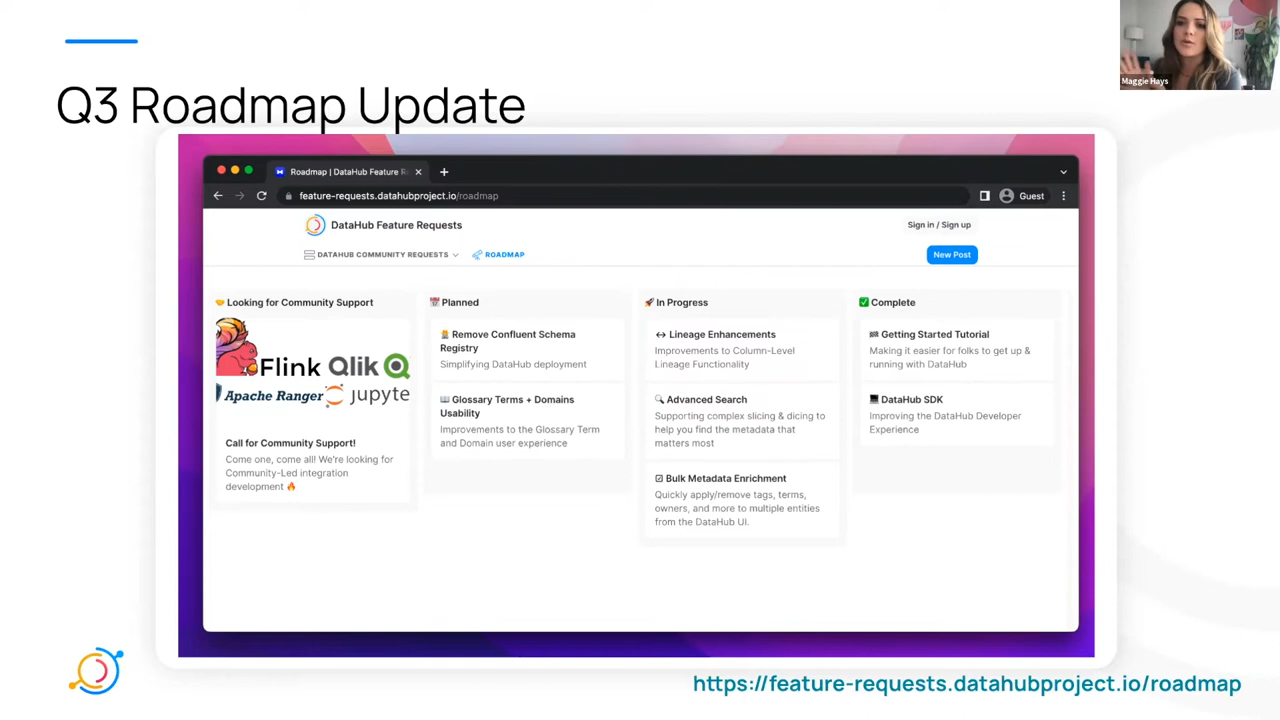 Maggie Hays
Q3 Roadmap Update
Roadmap | DataHub Feature R
feature-requests.datahubproject.io/roadmap
Guest
DataHub Feature Requests
Sign in / Sign up
DATAHUB COMMUNITY REQUESTS
ROADMAP
New Post
Looking for Community Support
Flink Qlik
Apache Ranger
jupyte
Call for Community Support!
Come one, come all! We're looking for
Community-Led integration
development
Planned
Remove Confluent Schema
Registry
Simplifying DataHub deployment
Glossary Terms + Domains
Usability
Improvements to the Glossary Term
and Domain user experience
In Progress
Lineage Enhancements
Improvements to Column-Level
Lineage Functionality
Advanced Search
Supporting complex slicing & dicing to
help you find the metadata that
matters most
Bulk Metadata Enrichment
Quickly apply/remove tags, terms,
owners, and more to multiple entities
from the DataHub UI.
Complete
Getting Started Tutorial
Making it easier for folks to get up &
running with DataHub
DataHub SDK
Improving the DataHub Developer
Experience
https://feature-requests.datahubproject.io/roadmap